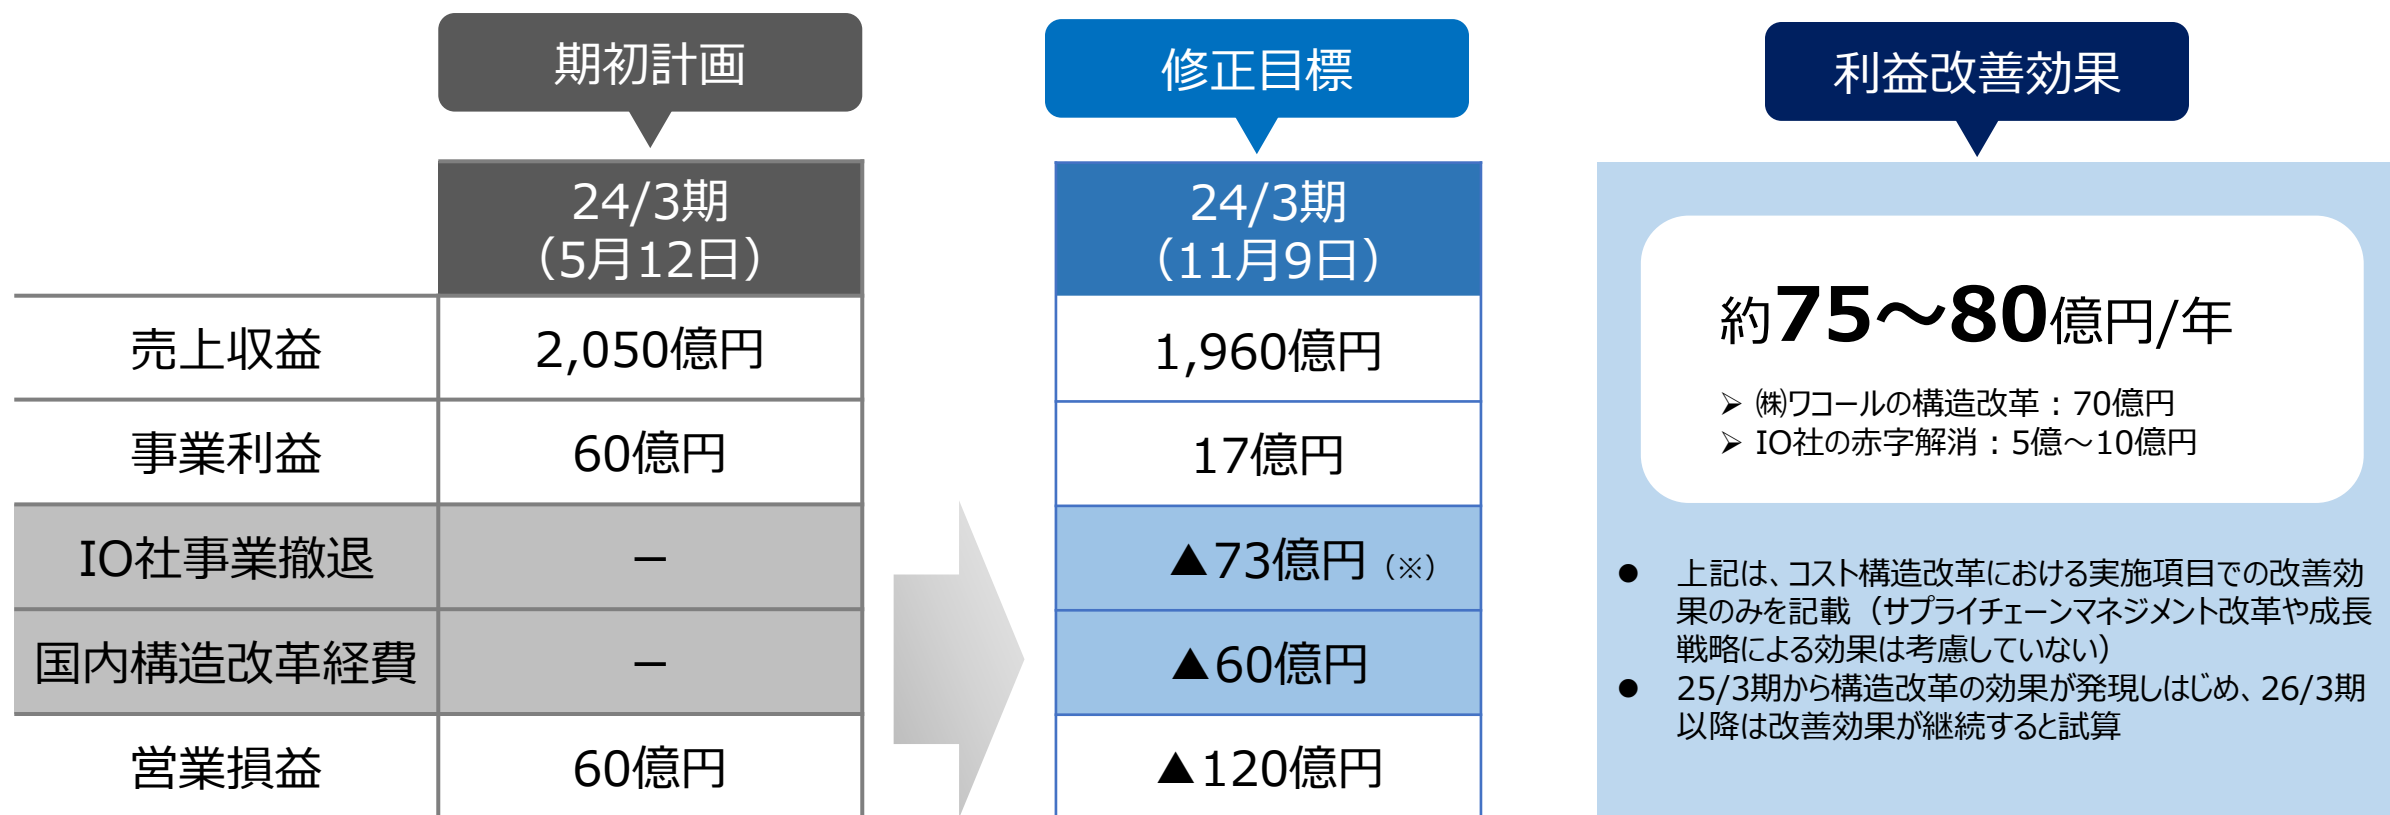 期初計画
修正目標
利益改善効果
24/3期
（5月12日）
24/3期
（11月9日）
売上収益
2,050億円
1,960億円
事業利益
60億円
17億円
IO社事業撤退
－
▲73億円（※）
国内構造改革経費
－
▲60億円
営業損益
60億円
▲120億円
約75～80億円/年
➢ ㈱ワコールの構造改革：70億円
➢ IO社の赤字解消：5億～10億円
● 上記は、コスト構造改革における実施項目での改善効
果のみを記載（サプライチェーンマネジメント改革や成長
戦略による効果は考慮していない）
● 25/3期から構造改革の効果が発現しはじめ、26/3期
以降は改善効果が継続すると試算